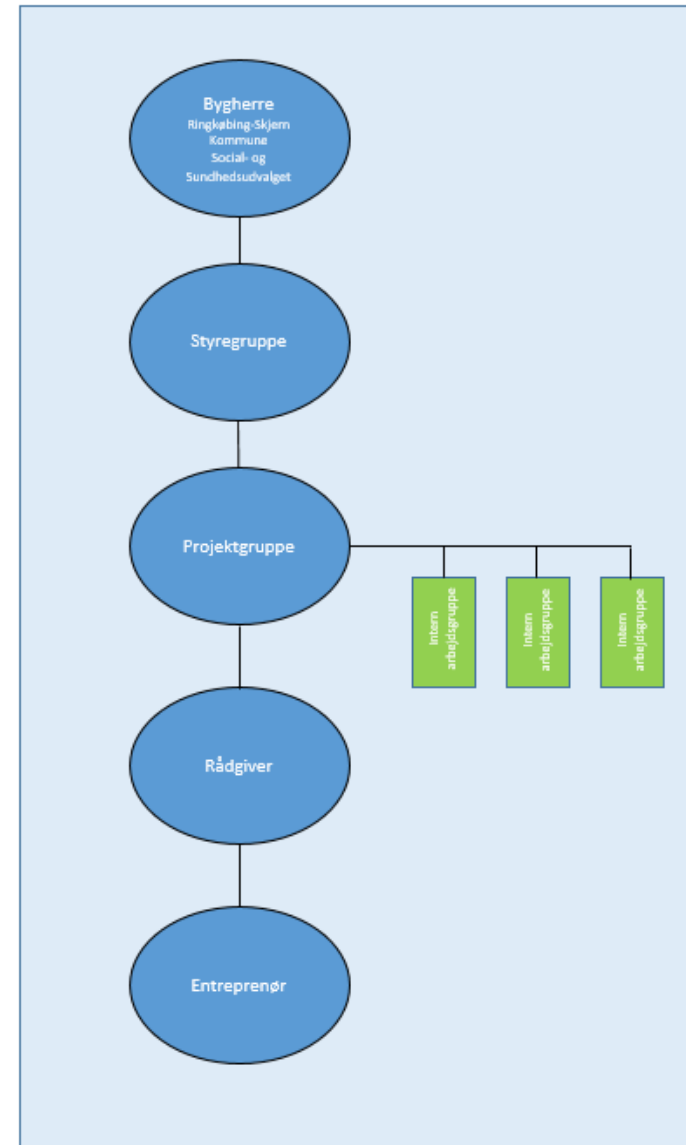 Bygherre
Ringkøbing-Skjern
Kommune
Social- og
Sundhedsudvalget
Styregruppe
Projektgruppe
Intern
arbejdsgruppe
Intern
arbejdsgruppe
Intern
arbejdsgruppe
Rådgiver
Entreprenør